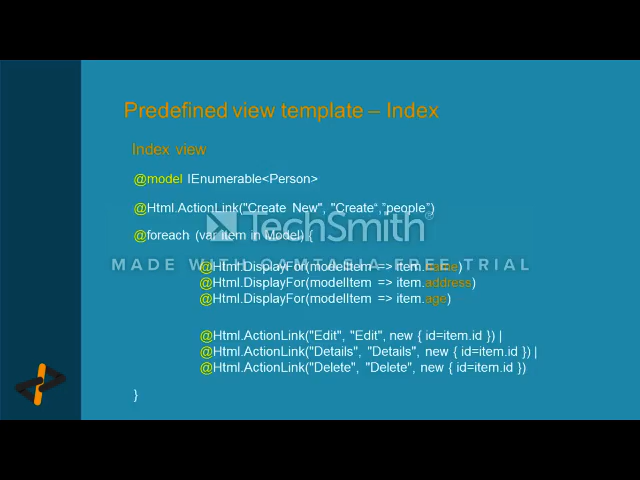 Predefined view template – Index
Index view
@model IEnumerable<Person>
@Html.ActionLink("Create New", "Create“,"people”)
TechSmith®
@foreach (var item in Model) {
MADE WITH CAMTASIA FREE TRIAL
@Html.DisplayFor(modelItem => item.name)
@Html.DisplayFor(modelItem => item.address)
@Html.DisplayFor(modelItem => item.age)
@Html.ActionLink("Edit", "Edit", new { id=item.id }) |
@Html.ActionLink("Details", "Details", new { id=item.id }) |
@Html.ActionLink("Delete", "Delete", new { id=item.id })
}